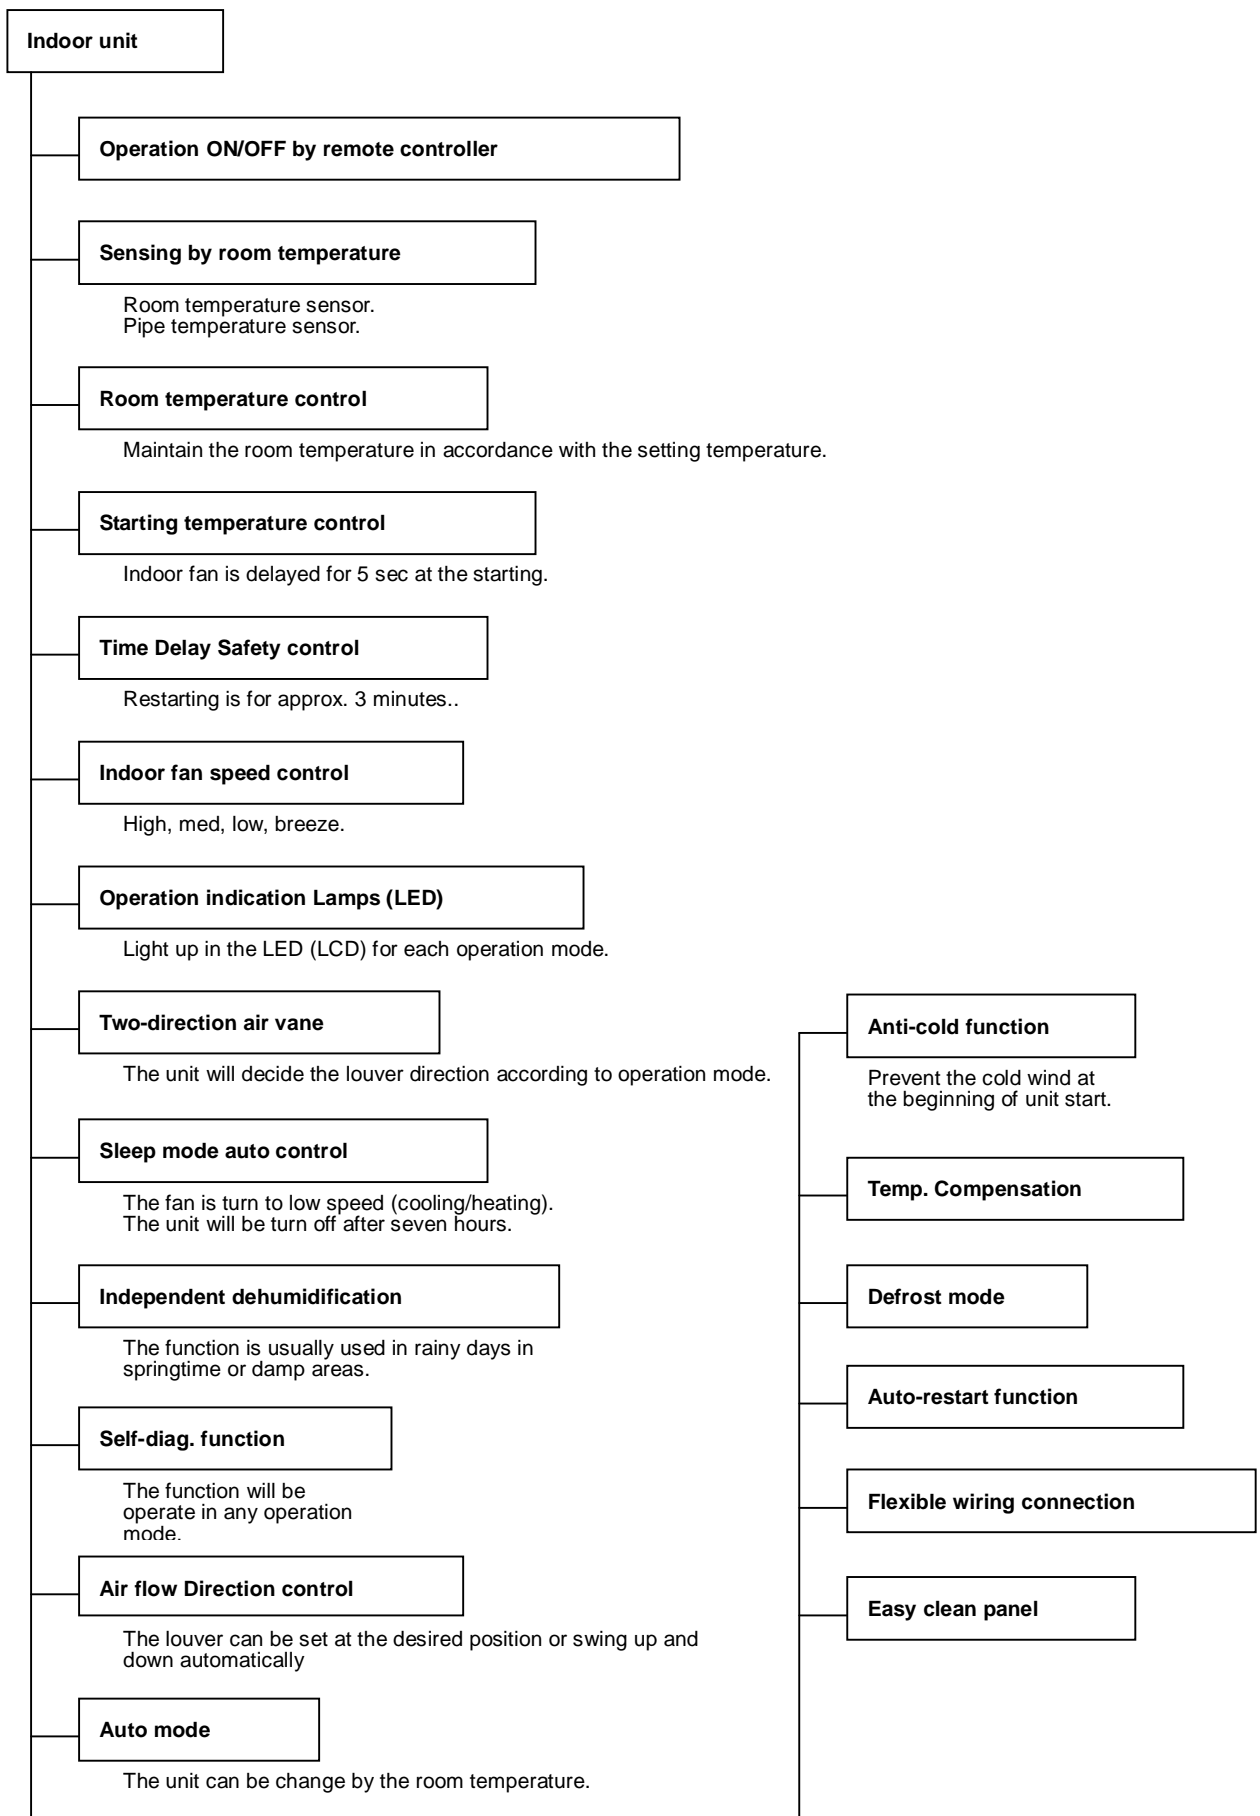 Indoor unit
Operation ON/OFF by remote controller
Sensing by room temperature
Room temperature sensor.
Pipe temperature sensor.
Room temperature control
Maintain the room temperature in accordance with the setting temperature.
Starting temperature control
Indoor fan is delayed for 5 sec at the starting.
Time Delay Safety control
Restarting is for approx. 3 minutes..
Indoor fan speed control
High, med, low, breeze.
Operation indication Lamps (LED)
Light up in the LED (LCD) for each operation mode.
Two-direction air vane
The unit will decide the louver direction according to operation mode.
Sleep mode auto control
The fan is turn to low speed (cooling/heating).
The unit will be turn off after seven hours.
Independent dehumidification
The function is usually used in rainy days in
springtime or damp areas.
Self-diag. function
The function will be
operate in any operation
mode.
Air flow Direction control
The louver can be set at the desired position or swing up and
down automatically
Auto mode
The unit can be change by the room temperature.
Anti-cold function
Prevent the cold wind at
the beginning of unit start.
Temp. Compensation
Defrost mode
Auto-restart function
Flexible wiring connection
Easy clean panel